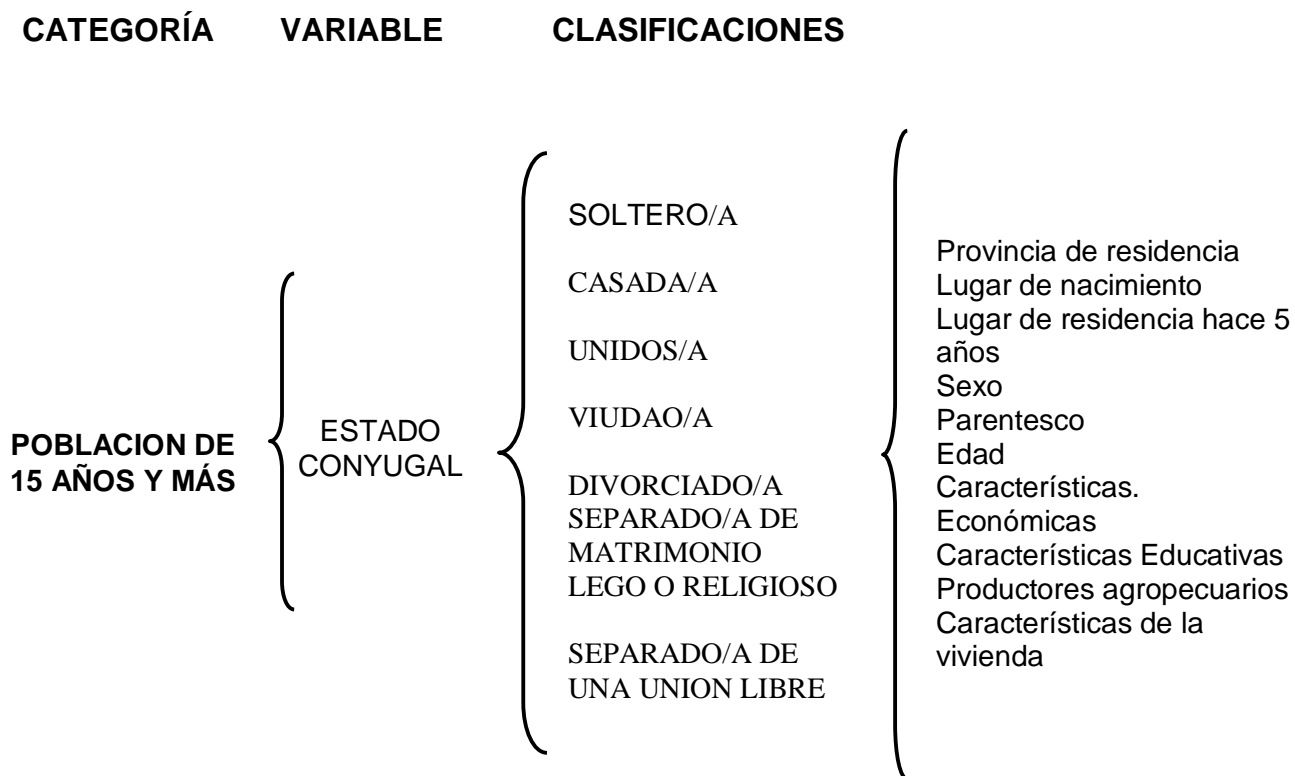 CATEGORÍA VARIABLE CLASIFICACIONES
POBLACION DE
15 AÑOS Y MÁS
ESTADO
CONYUGAL
SOLTERO/A
CASADA/A
UNIDOS/A
VIUDAO/A
DIVORCIADO/A
SEPARADO/A DE
MATRIMONIO
LEGO O RELIGIOSO
SEPARADO/A DE
UNA UNION LIBRE
Provincia de residencia
Lugar de nacimiento
Lugar de residencia hace 5
años
Sexo
Parentesco
Edad
Características.
Económicas
Características Educativas
Productores agropecuarios
Características de la
vivienda